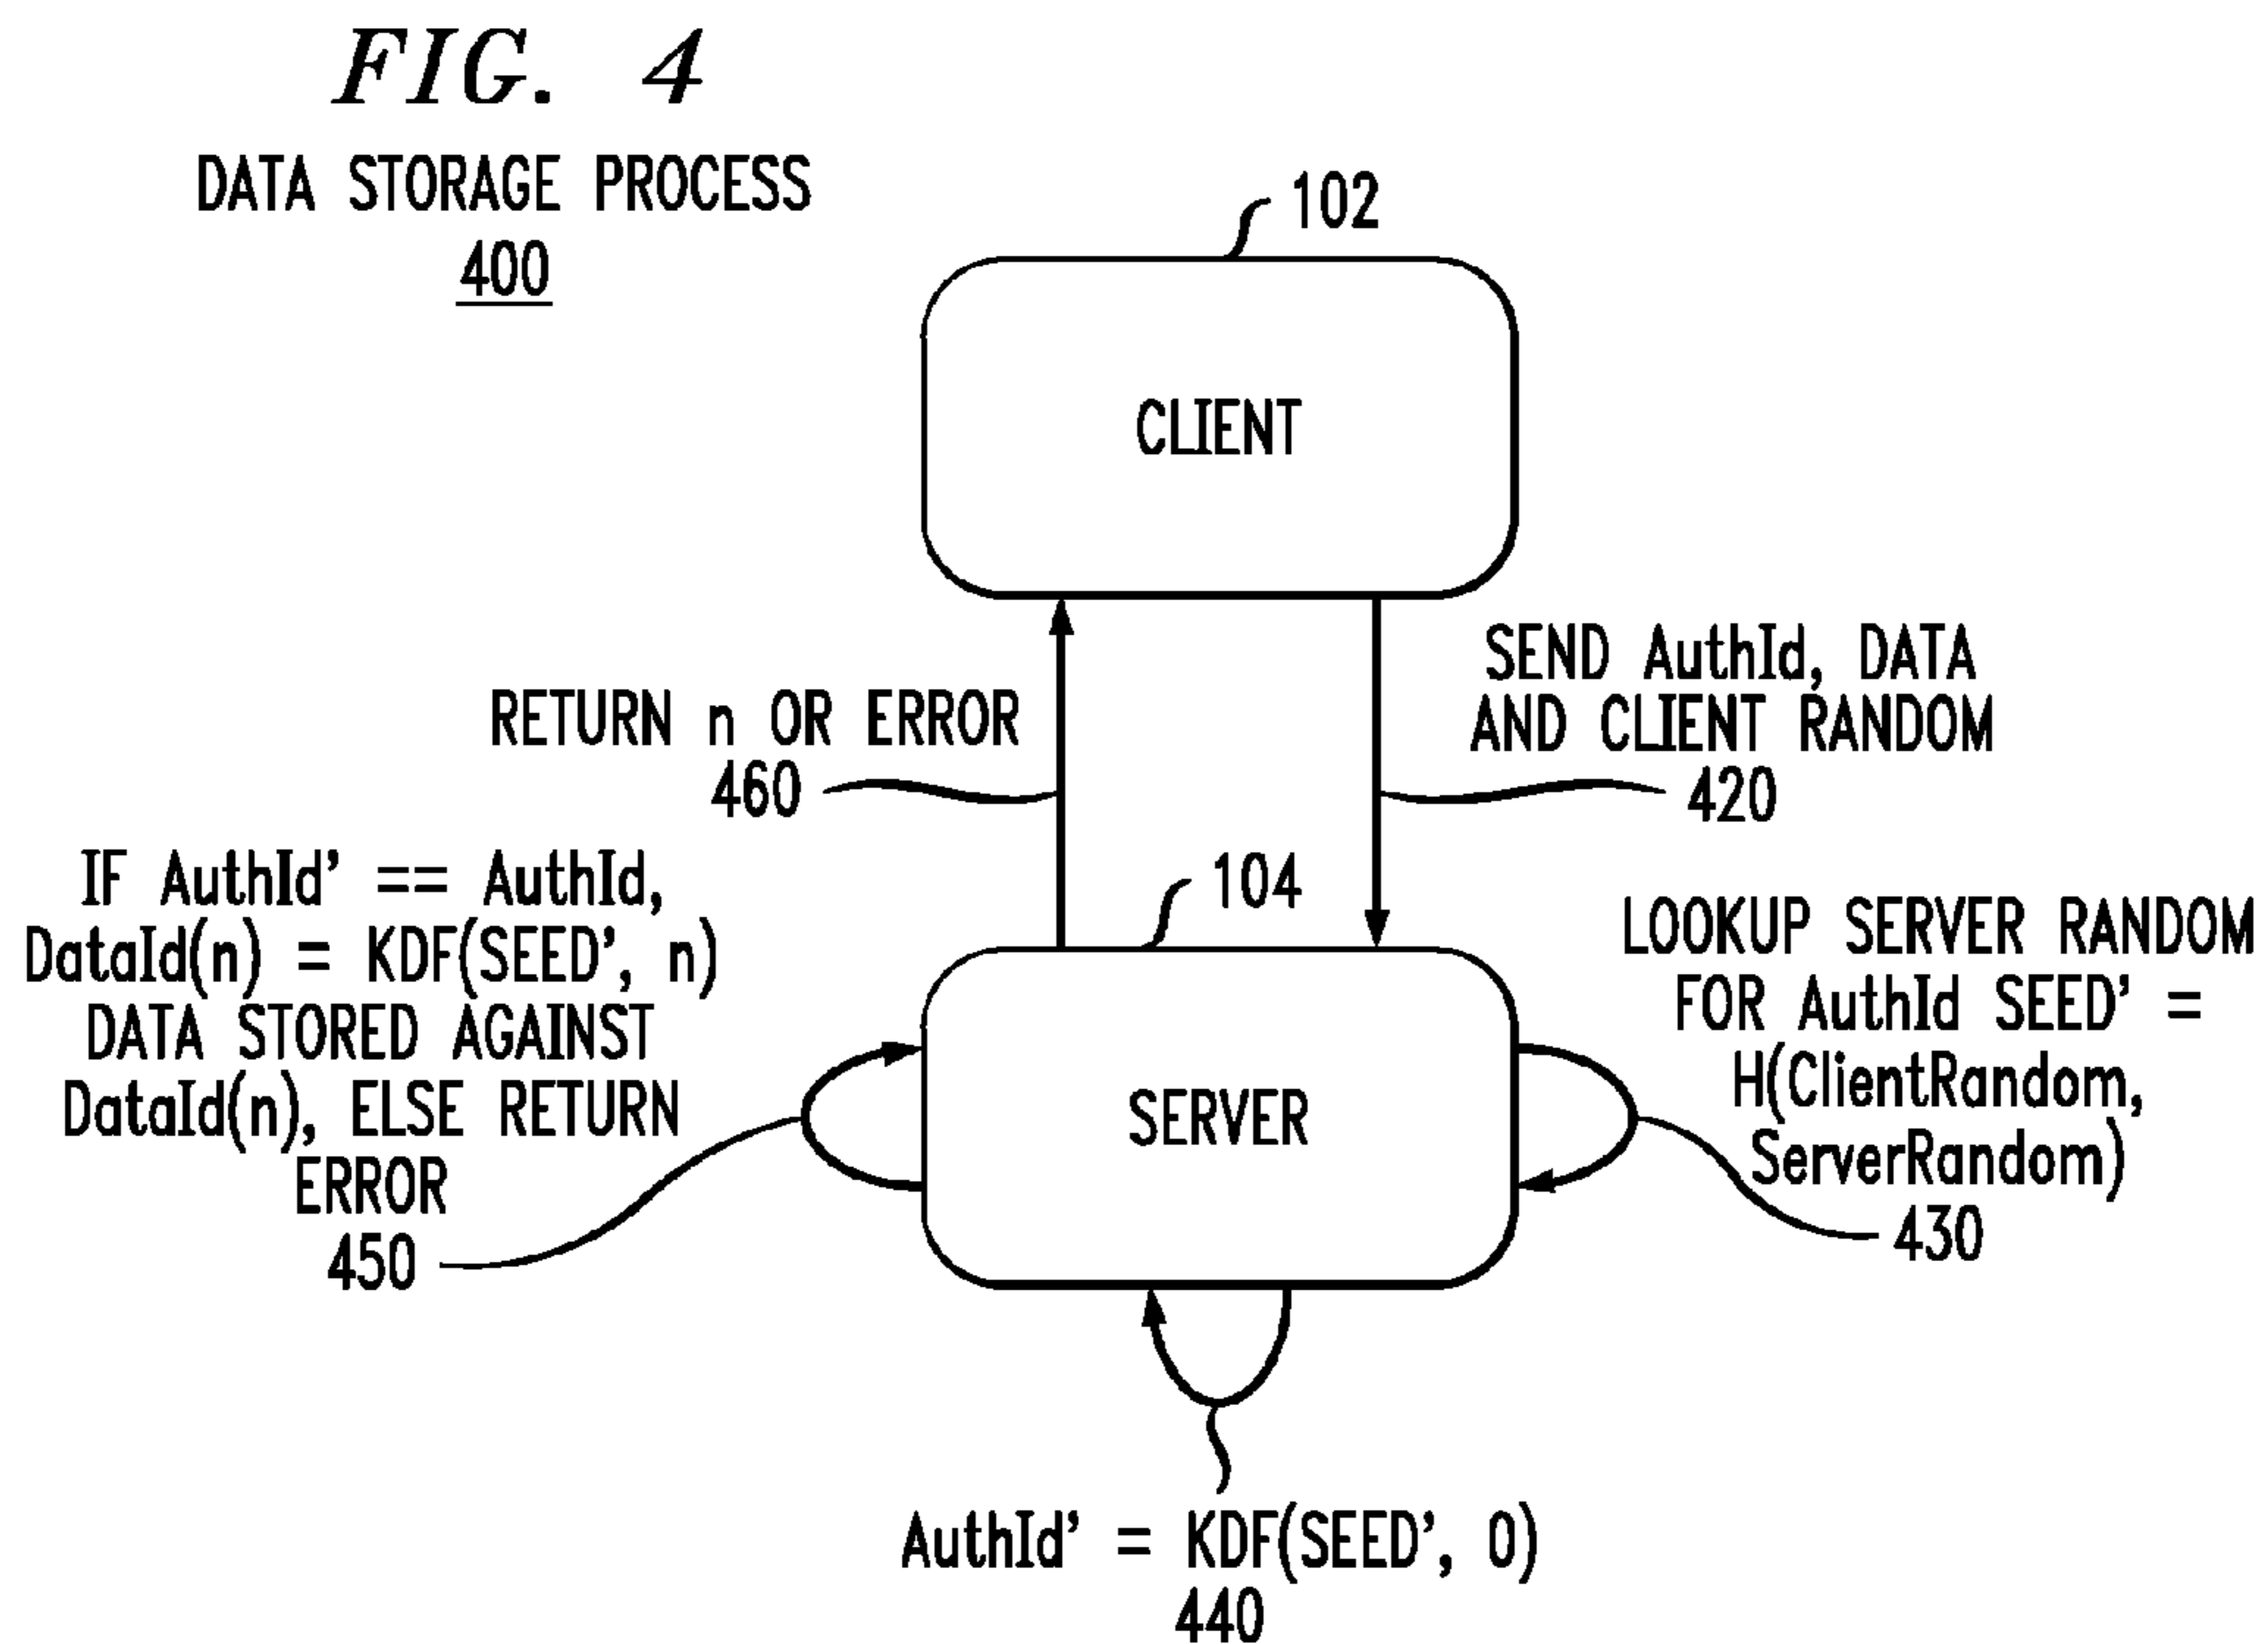 FIG. 4
DATA STORAGE PROCESS
400
102
CLIENT
SEND AuthId, DATA
AND CLIENT RANDOM
420
RETURN n OR ERROR
460
104
SERVER
LOOKUP SERVER RANDOM
FOR AuthId SEED' =
H(ClientRandom,
ServerRandom)
430
IF AuthId' == AuthId,
DataId(n) = KDF(SEED', n)
DATA STORED AGAINST
DataId(n), ELSE RETURN
ERROR
450
AuthId' = KDF(SEED', 0)
440